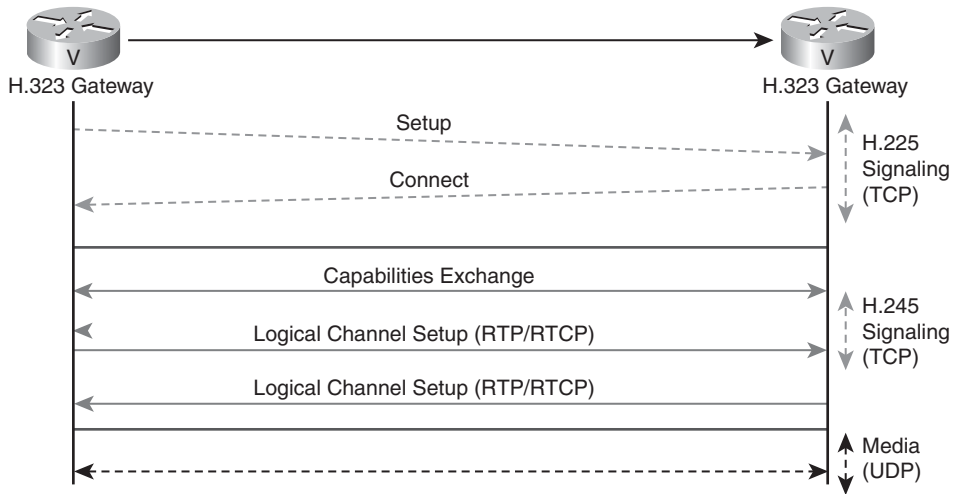 V
V
H.323 Gateway
H.323 Gateway
Setup
H.225
Signaling
(TCP)
Connect
Capabilities Exchange
H.245
Signaling
(TCP)
Logical Channel Setup (RTP/RTCP)
Logical Channel Setup (RTP/RTCP)
Media
(UDP)